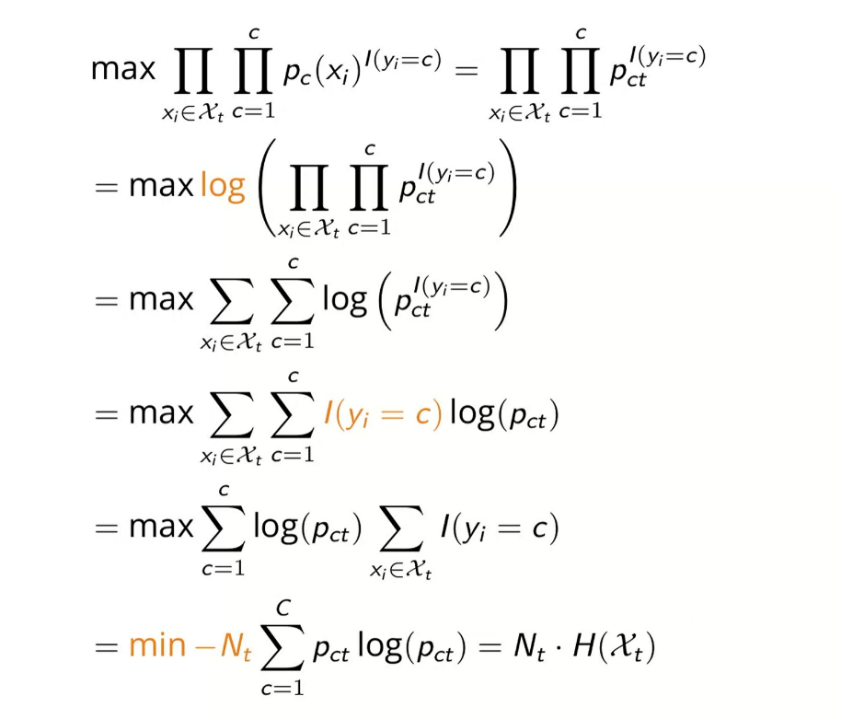 max ∏_{x_i∈𝒳_t} ∏_{c=1}^{c} p_c(x_i)^{I(y_i=c)} = ∏_{x_i∈𝒳_t} ∏_{c=1}^{c} p_{ct}^{I(y_i=c)}
= max log ( ∏_{x_i∈𝒳_t} ∏_{c=1}^{c} p_{ct}^{I(y_i=c)} )
= max ∑_{x_i∈𝒳_t} ∑_{c=1}^{c} log ( p_{ct}^{I(y_i=c)} )
= max ∑_{x_i∈𝒳_t} ∑_{c=1}^{c} I(y_i = c) log(p_{ct})
= max ∑_{c=1}^{c} log(p_{ct}) ∑_{x_i∈𝒳_t} I(y_i = c)
= min −N_t ∑_{c=1}^{C} p_{ct} log(p_{ct}) = N_t · H(𝒳_t)